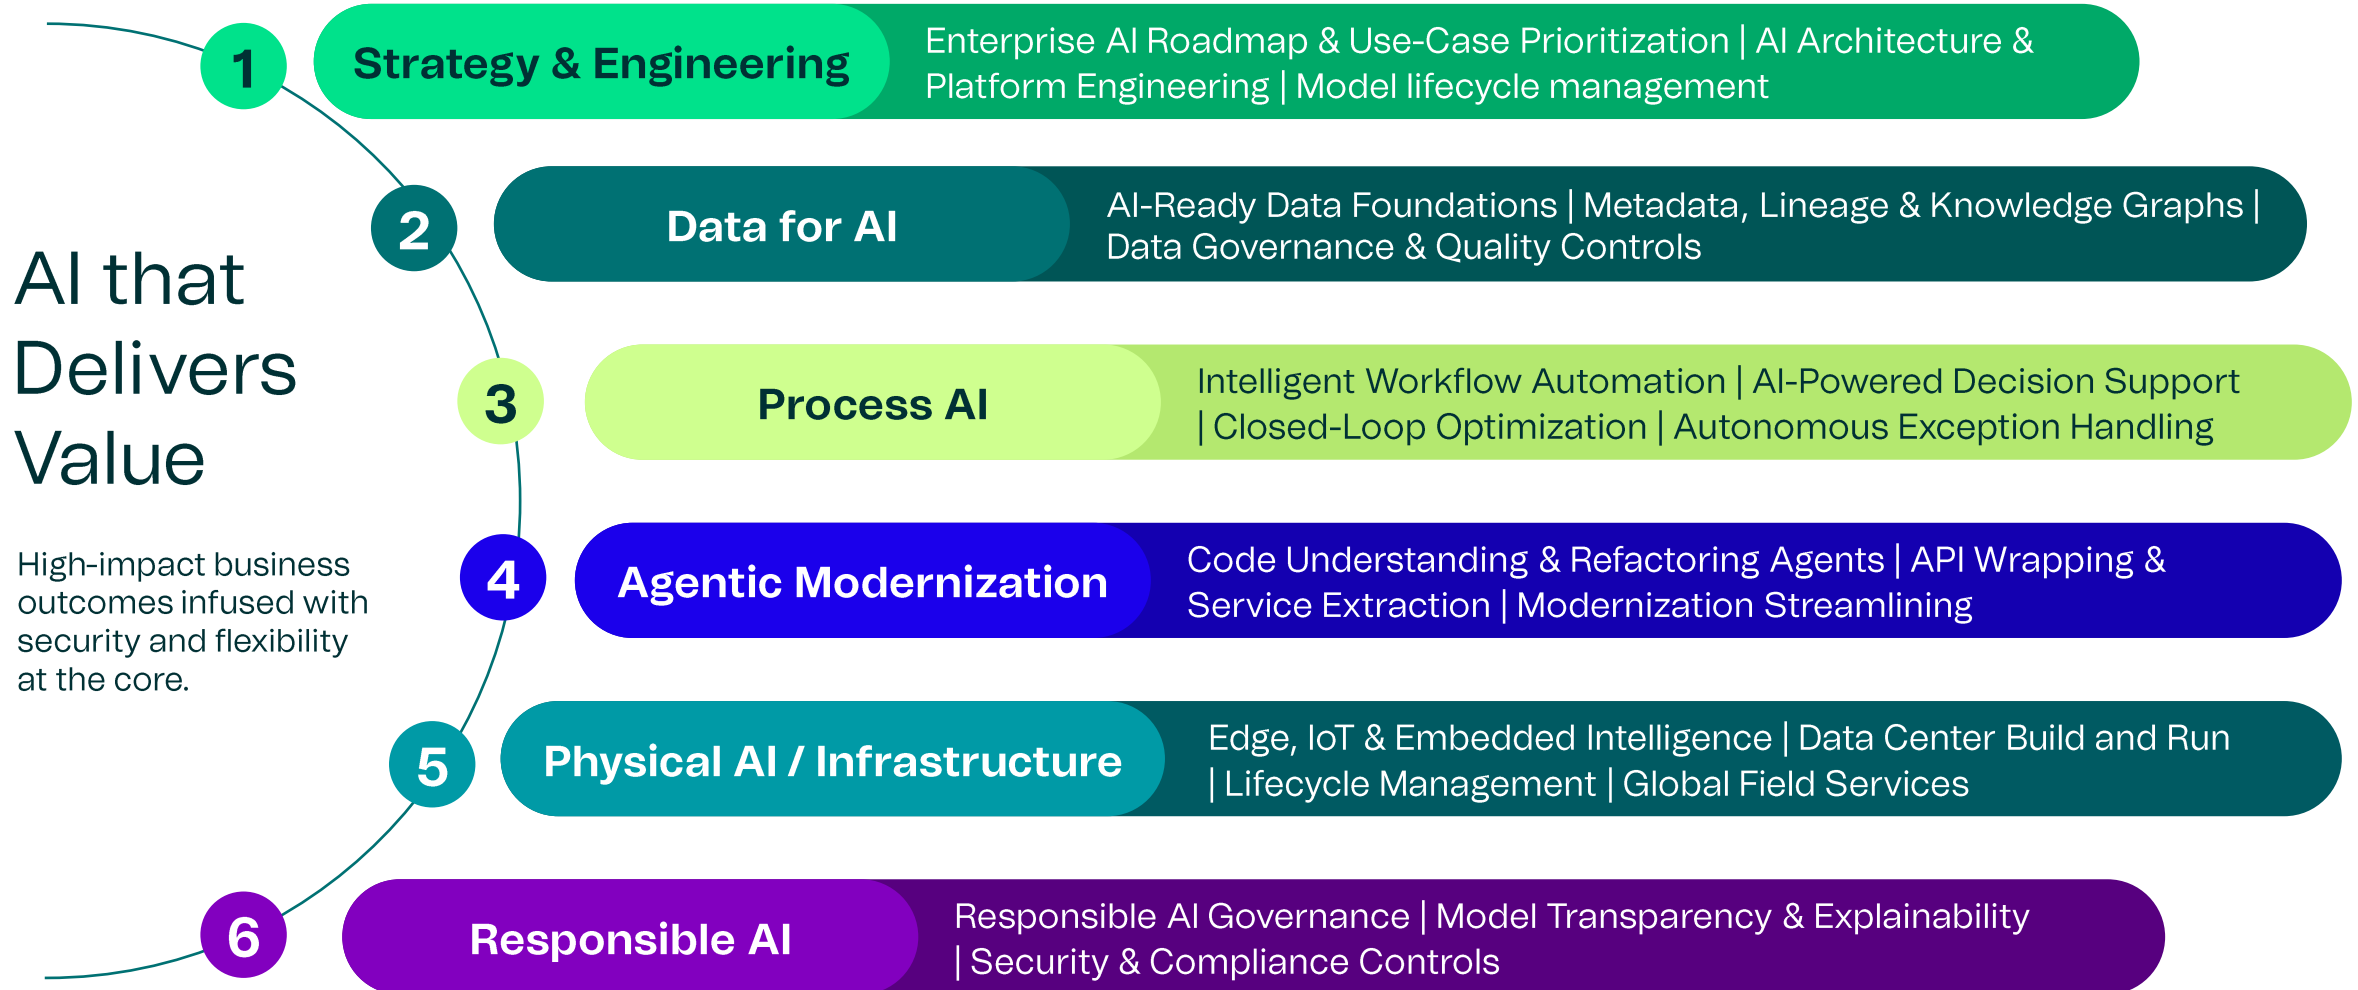 AI that
Delivers
Value
High-impact business
outcomes infused with
security and flexibility
at the core.
1
Strategy & Engineering
Enterprise AI Roadmap & Use-Case Prioritization | AI Architecture &
Platform Engineering | Model lifecycle management
2
Data for AI
AI-Ready Data Foundations | Metadata, Lineage & Knowledge Graphs |
Data Governance & Quality Controls
3
Process AI
Intelligent Workflow Automation | AI-Powered Decision Support
| Closed-Loop Optimization | Autonomous Exception Handling
4
Agentic Modernization
Code Understanding & Refactoring Agents | API Wrapping &
Service Extraction | Modernization Streamlining
5
Physical AI / Infrastructure
Edge, IoT & Embedded Intelligence | Data Center Build and Run
| Lifecycle Management | Global Field Services
6
Responsible AI
Responsible AI Governance | Model Transparency & Explainability
| Security & Compliance Controls